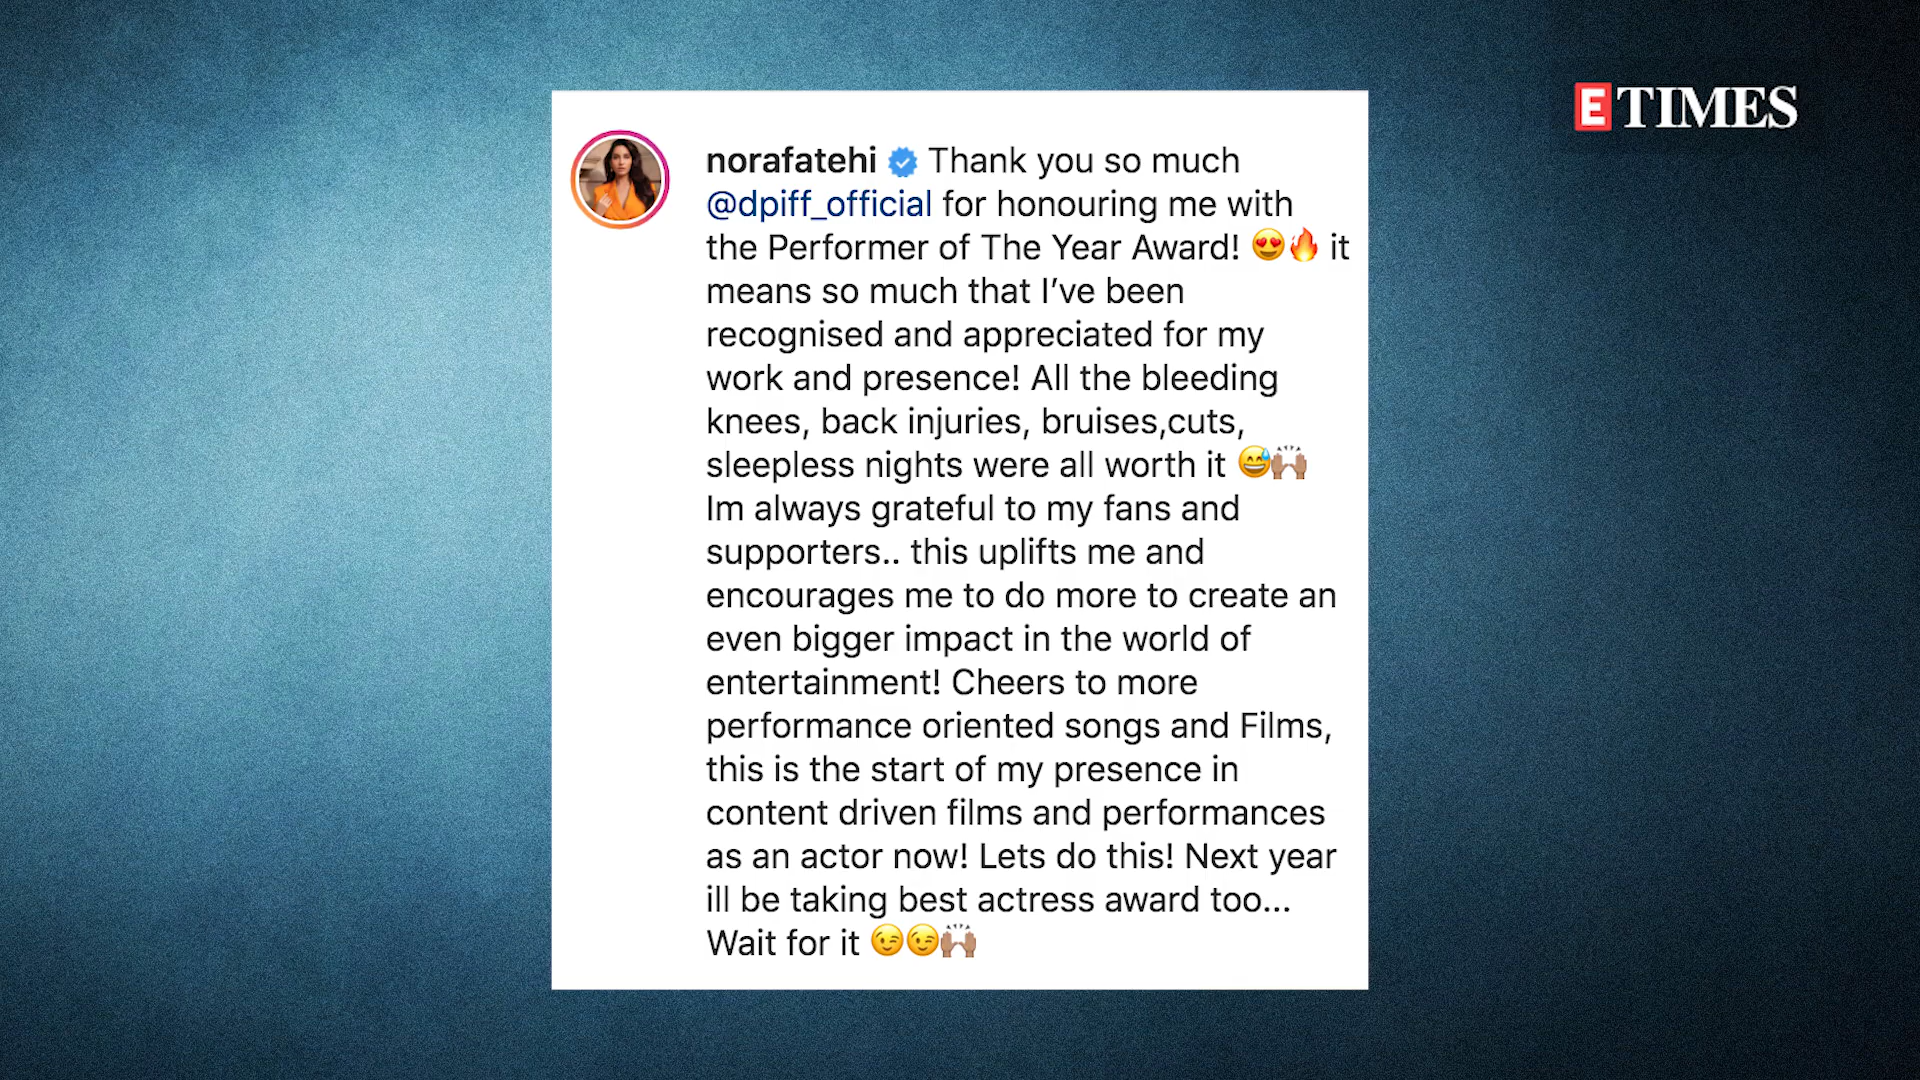 ETIMES
norafatehi Thank you so much
@dpiff_official for honouring me with
the Performer of The Year Award! 😍🔥 it
means so much that I’ve been
recognised and appreciated for my
work and presence! All the bleeding
knees, back injuries, bruises,cuts,
sleepless nights were all worth it 😅🙌🏽
Im always grateful to my fans and
supporters.. this uplifts me and
encourages me to do more to create an
even bigger impact in the world of
entertainment! Cheers to more
performance oriented songs and Films,
this is the start of my presence in
content driven films and performances
as an actor now! Lets do this! Next year
ill be taking best actress award too...
Wait for it 😉😉🙌🏽